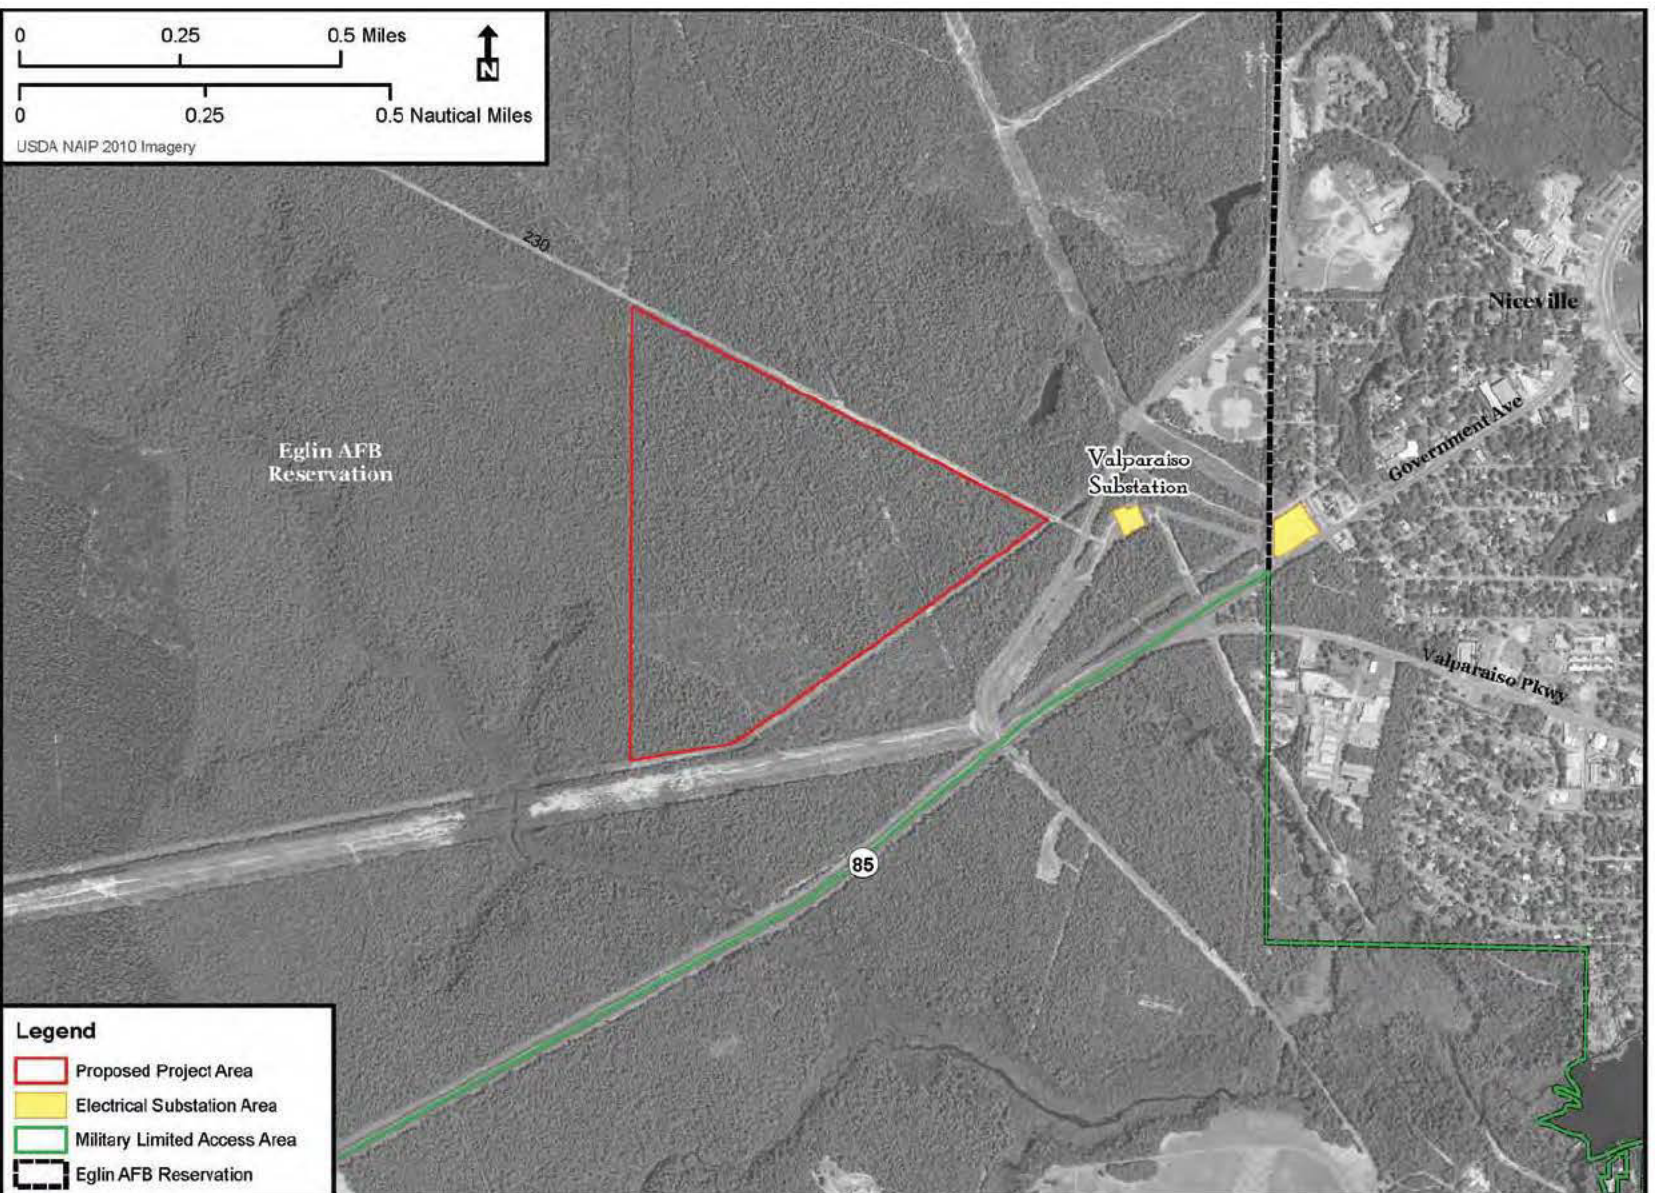 0 0.25 0.5 Miles
N
0 0.25 0.5 Nautical Miles
USDA NAIP 2010 Imagery
230
Niceville
Government Ave
Eglin AFB
Reservation
Valparaiso
Substation
Valparaiso Pkwy
85
Legend
Proposed Project Area
Electrical Substation Area
Military Limited Access Area
Eglin AFB Reservation